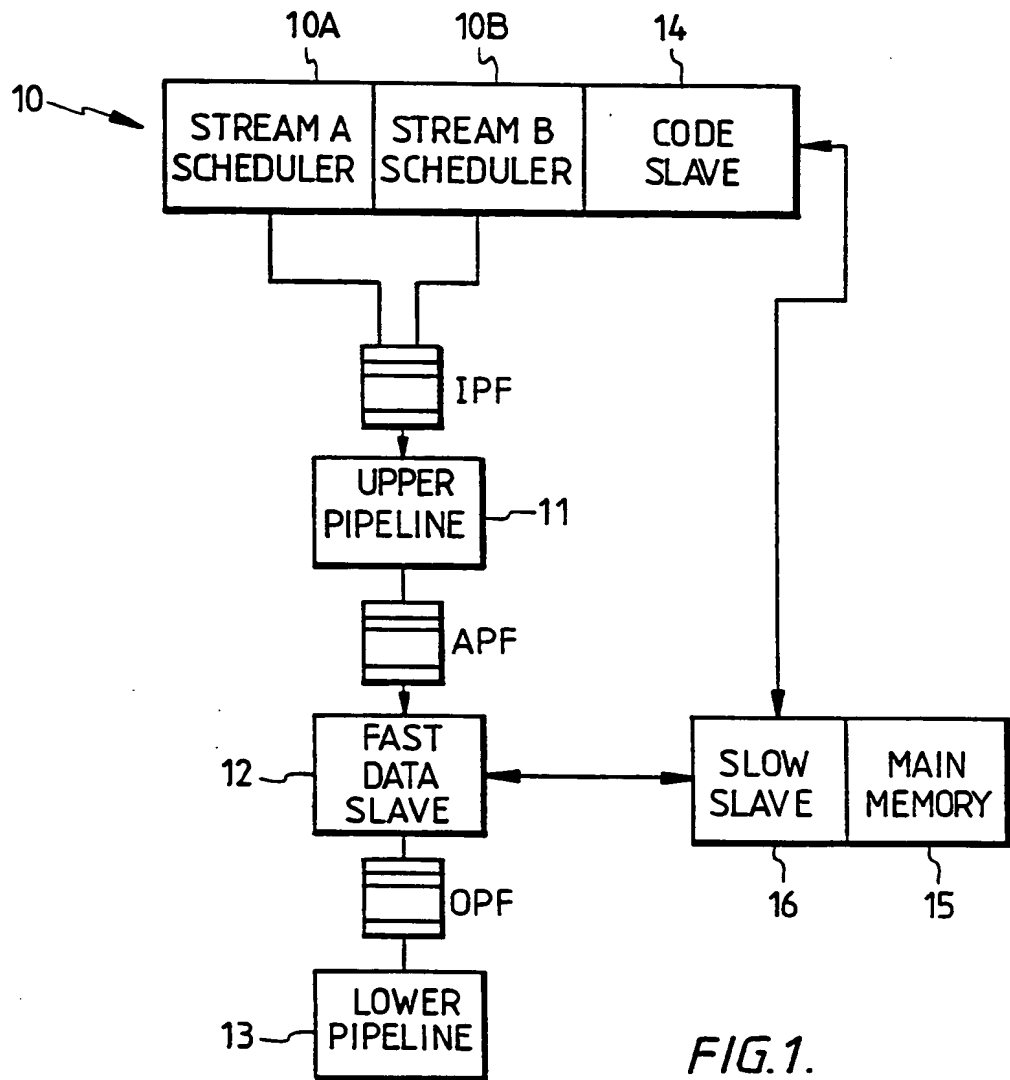 10A
10B
14
10
STREAM A
SCHEDULER
STREAM B
SCHEDULER
CODE
SLAVE
IPF
UPPER
PIPELINE
11
APF
FAST
DATA
SLAVE
12
SLOW
SLAVE
MAIN
MEMORY
16
15
OPF
LOWER
PIPELINE
13
FIG.1.